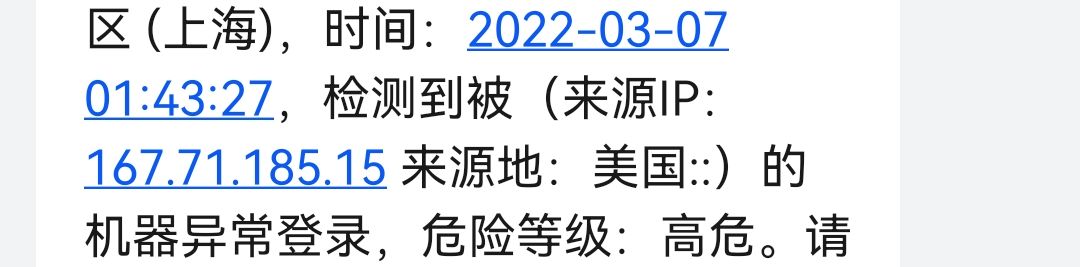 区 (上海)，时间：2022-03-07
01:43:27，检测到被（来源IP:
167.71.185.15 来源地：美国::）的
机器异常登录，危险等级：高危。请